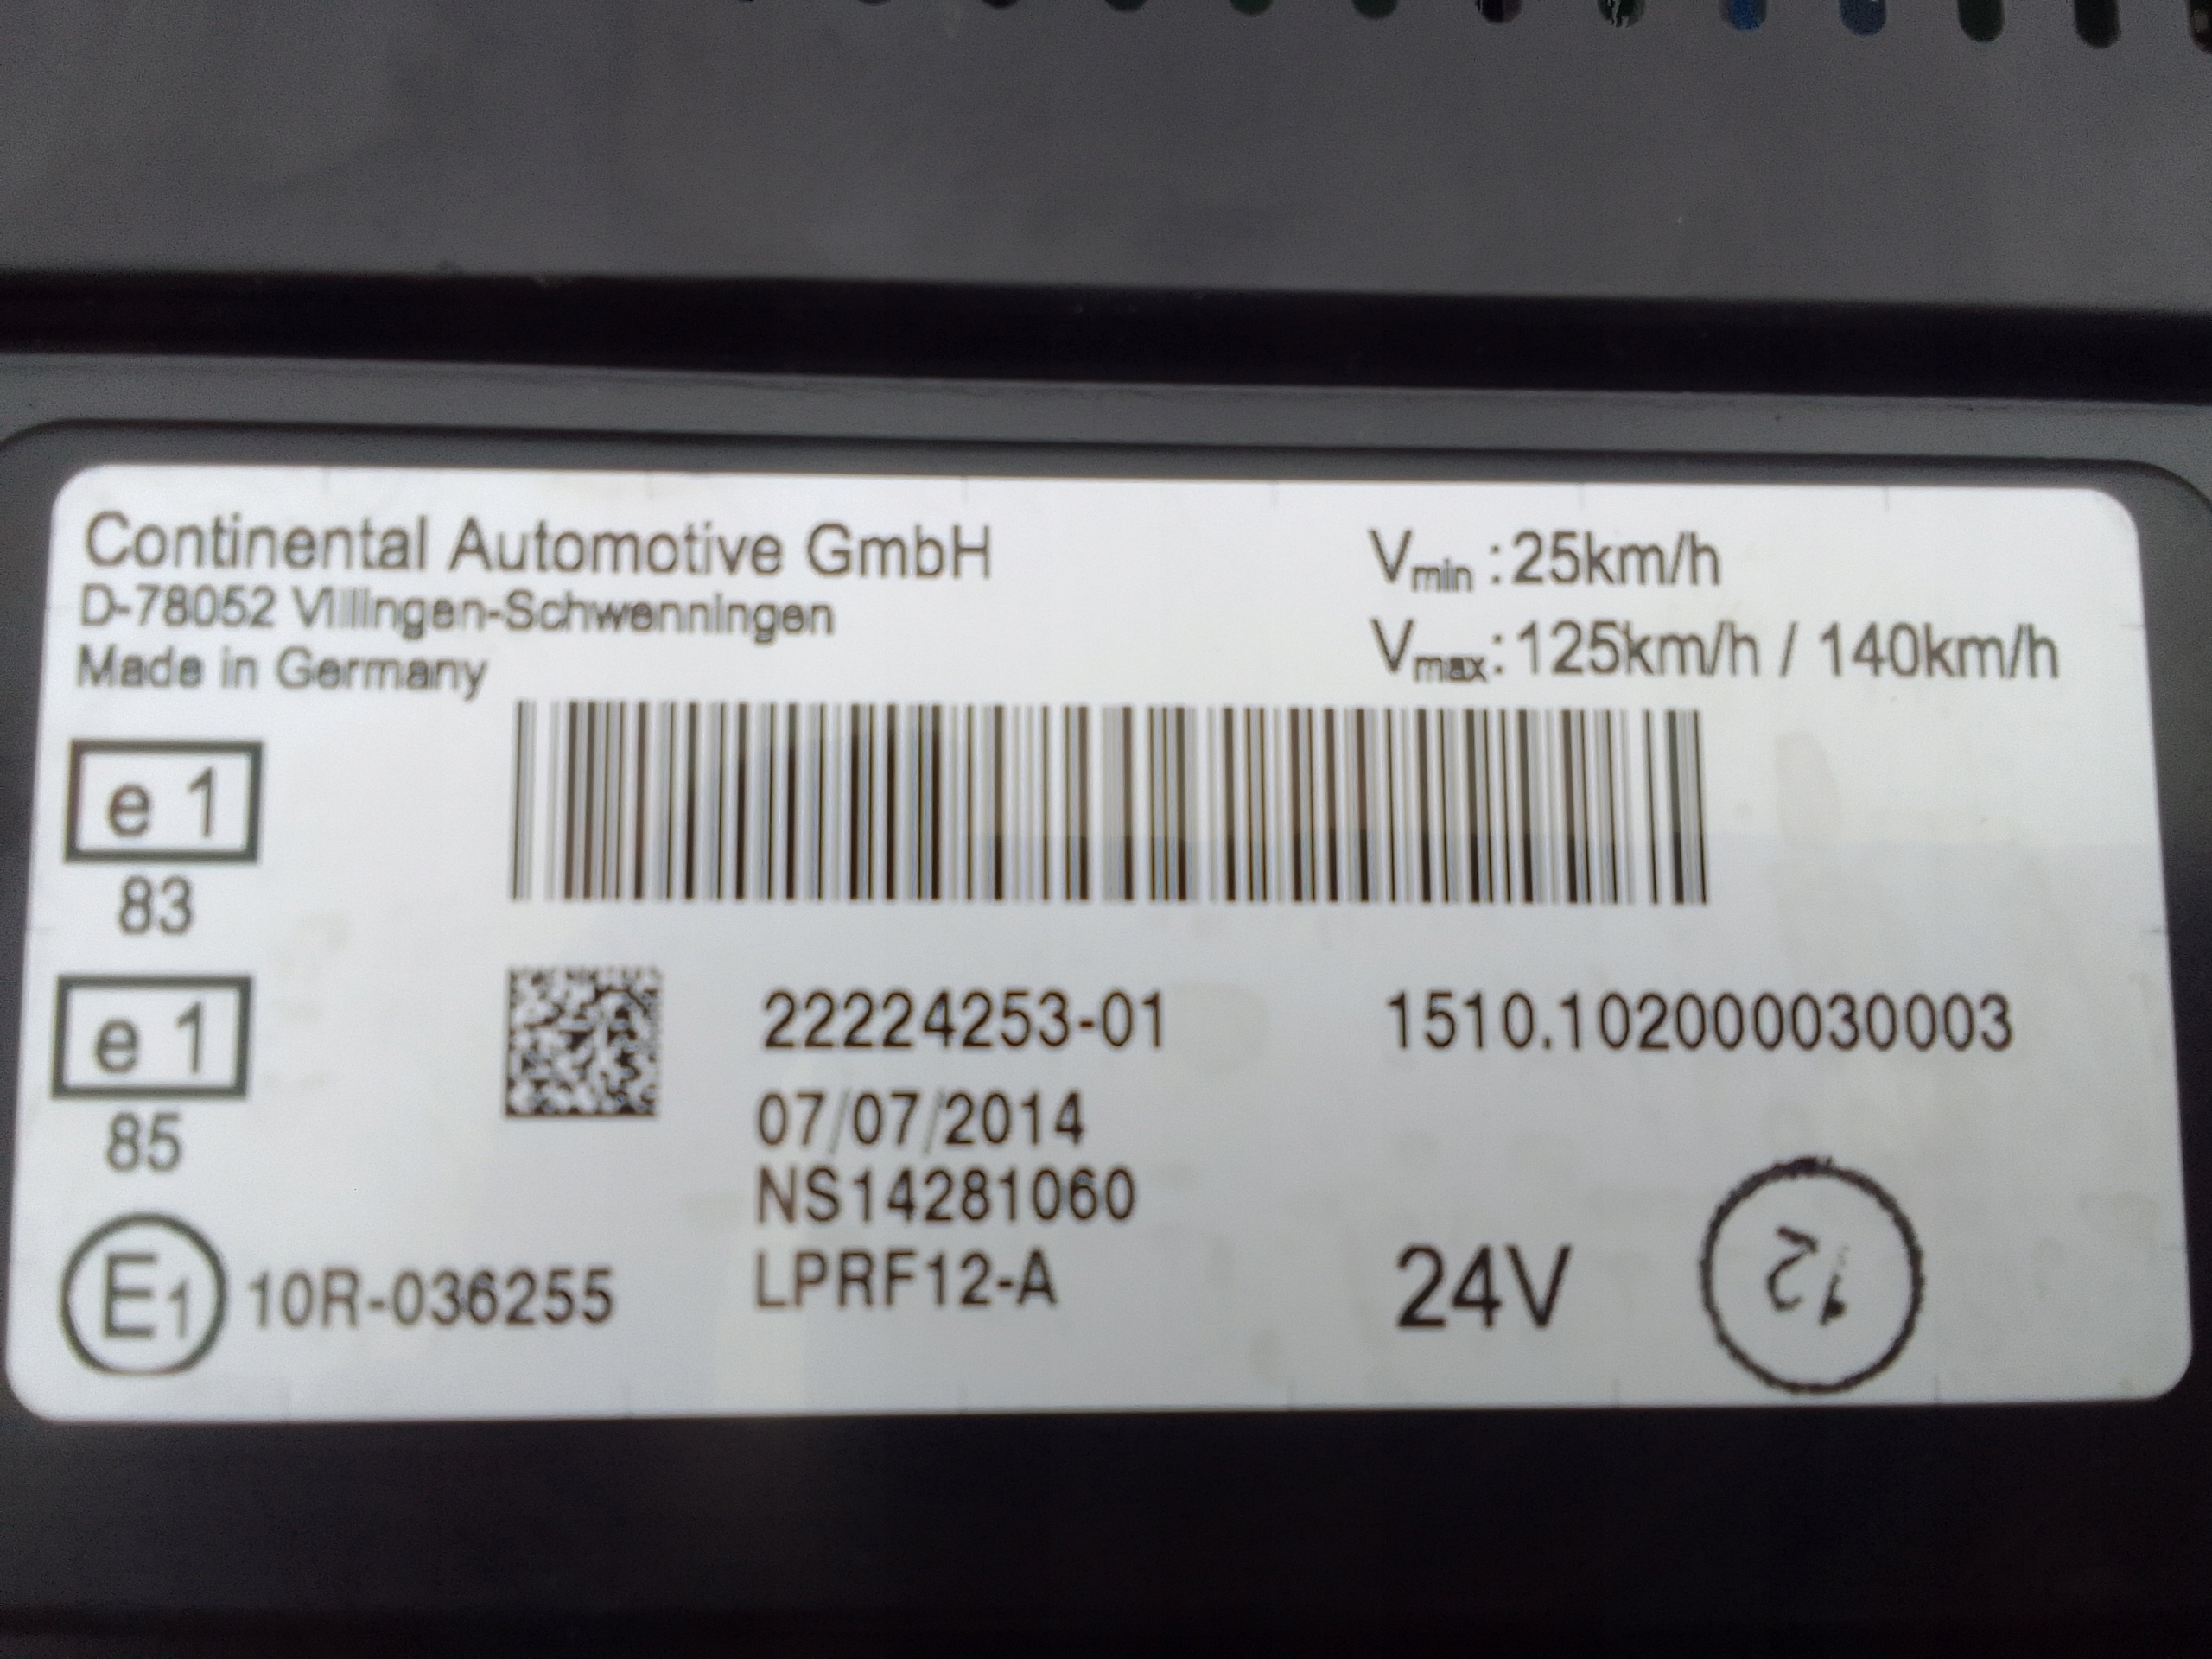 Continental Automotive GmbH
D-78052 Villingen-Schwenningen
Made in Germany
Vmin : 25km/h
Vmax : 125km/h / 140km/h
e 1
83
e 1
85
E1 10R-036255
22224253-01
07/07/2014
NS14281060
LPRF12-A
1510.102000030003
24V
12